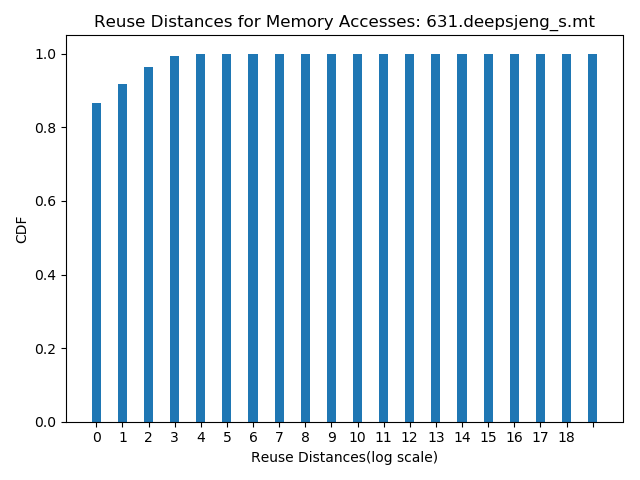 Reuse Distances for Memory Accesses: 631.deepsjeng_s.mt
1.0
0.8
0.6
0.4
0.2
0.0
CDF
0 1 2 3 4 5 6 7 8 9 10 11 12 13 14 15 16 17 18
Reuse Distances(log scale)